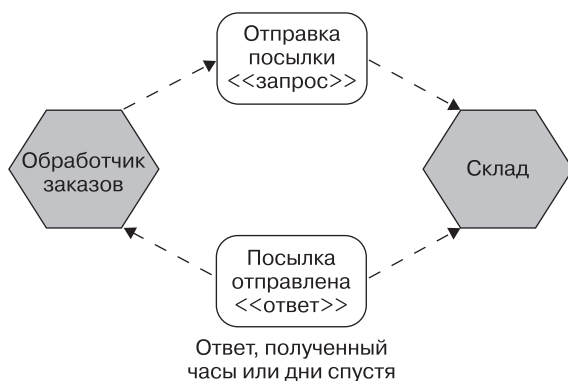 Отправка
посылки
<<запрос>>
Обработчик
заказов
Склад
Посылка
отправлена
<<ответ>>
Ответ, полученный
часы или дни спустя